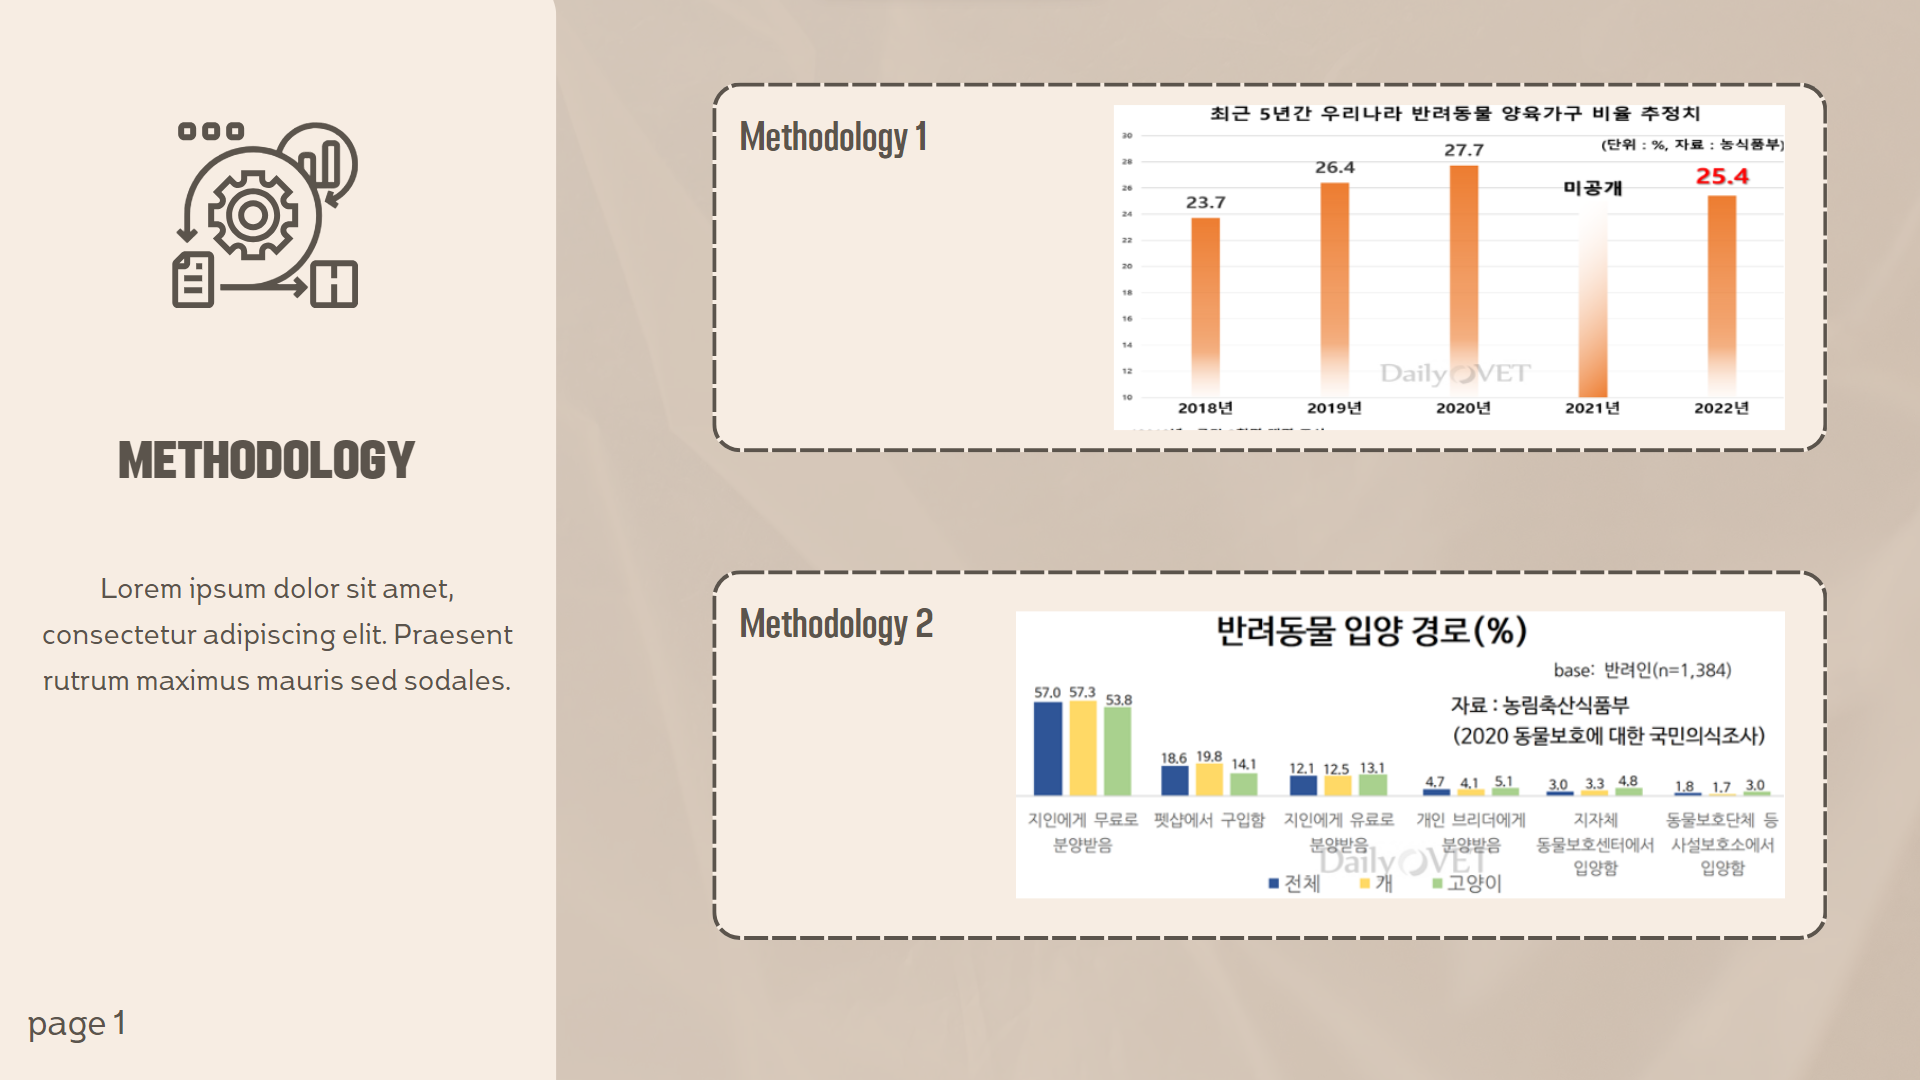 METHODOLOGY
Lorem ipsum dolor sit amet,
consectetur adipiscing elit. Praesent
rutrum maximus mauris sed sodales.
page 1
Methodology 1
최근 5년간 우리나라 반려동물 양육가구 비율 추정치
(단위 : %, 자료 : 농식품부)
30
28
26
24
22
20
18
16
14
12
10
23.7
26.4
27.7
미공개
25.4
DailyVET
2018년 2019년 2020년 2021년 2022년
Methodology 2
반려동물 입양 경로(%)
base: 반려인(n=1,384)
자료 : 농림축산식품부
(2020 동물보호에 대한 국민의식조사)
57.0 57.3 53.8
18.6 19.8 14.1
12.1 12.5 13.1
4.7 4.1 5.1
3.0 3.3 4.8
1.8 1.7 3.0
지인에게 무료로
분양받음
펫샵에서 구입함
지인에게 유료로
분양받음
개인 브리더에게
분양받음
지자체
동물보호센터에서
입양함
동물보호단체 등
사설보호소에서
입양함
DailyVET
전체 개 고양이